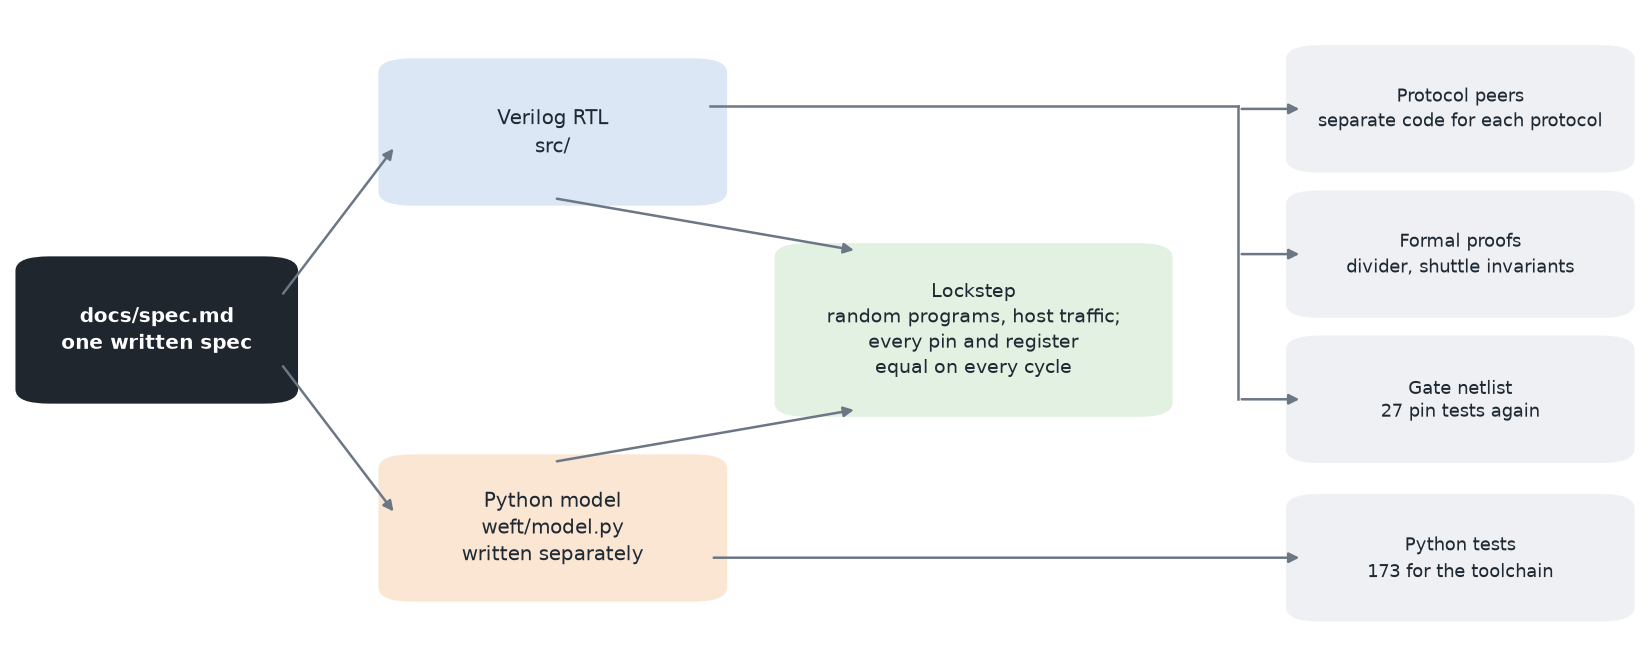 docs/spec.md
one written spec
Verilog RTL
src/
Python model
weft/model.py
written separately
Lockstep
random programs, host traffic;
every pin and register
equal on every cycle
Protocol peers
separate code for each protocol
Formal proofs
divider, shuttle invariants
Gate netlist
27 pin tests again
Python tests
173 for the toolchain